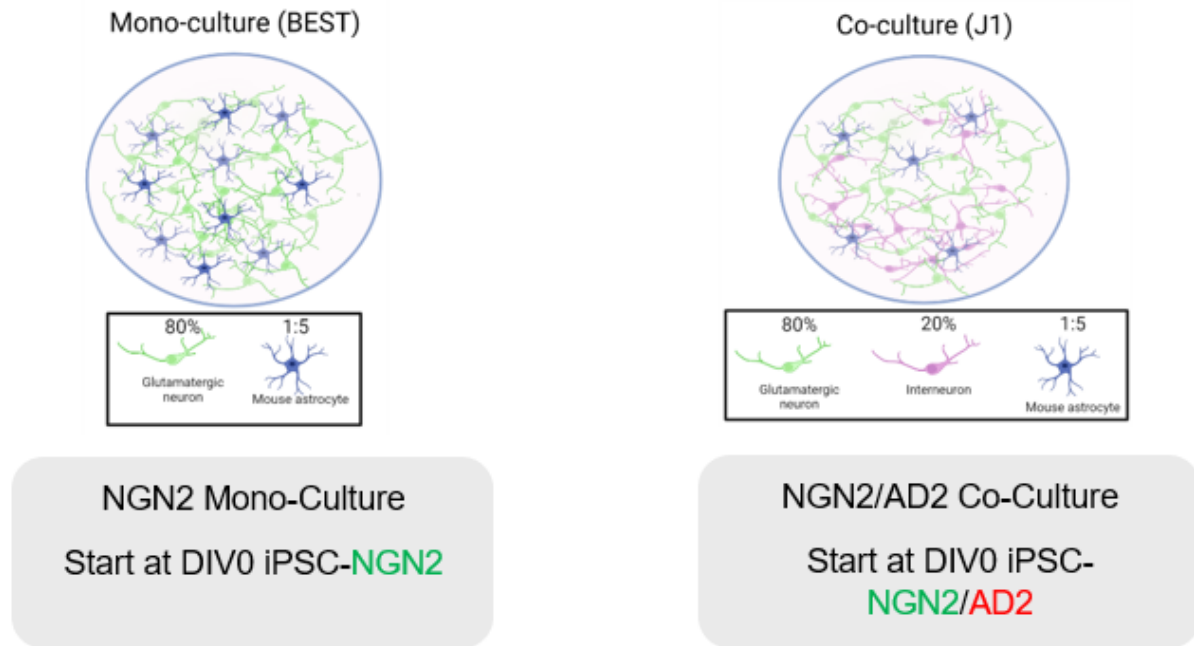 Mono-culture (BEST)
80%
1:5
Glutamatergic
neuron
Mouse astrocyte
NGN2 Mono-Culture
Start at DIV0 iPSC-NGN2
Co-culture (J1)
80%
20%
1:5
Glutamatergic
neuron
Interneuron
Mouse astrocyte
NGN2/AD2 Co-Culture
Start at DIV0 iPSC-
NGN2/AD2